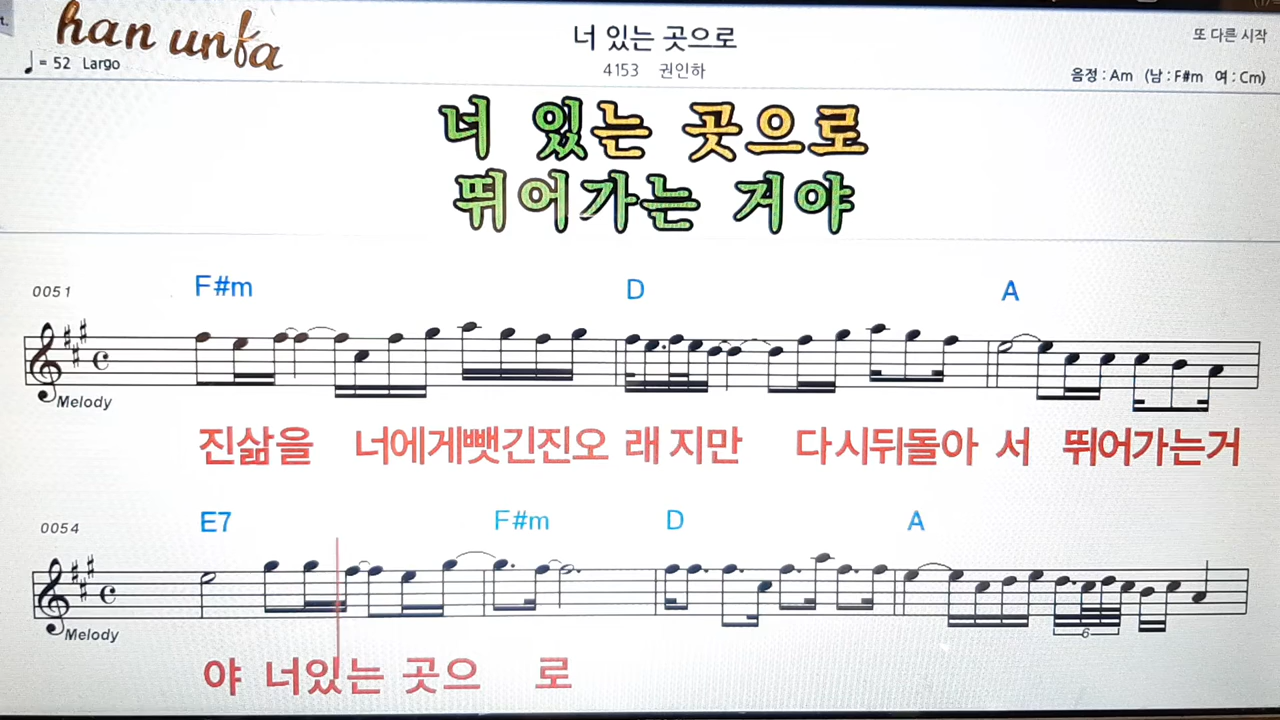 t.
han unfa
♩ = 52 Largo
너 있는 곳으로
4153 권인하
또 다른 시작
음정 : Am (남 : F#m 여 : Cm)
너 있는 곳으로
뛰어가는 거야
0051 F#m D A
Melody
진삶을 너에게뺏긴진오 래 지만 다시뒤돌아 서 뛰어가는거
0054 E7 F#m D A
Melody
6
야 너있는 곳으 로